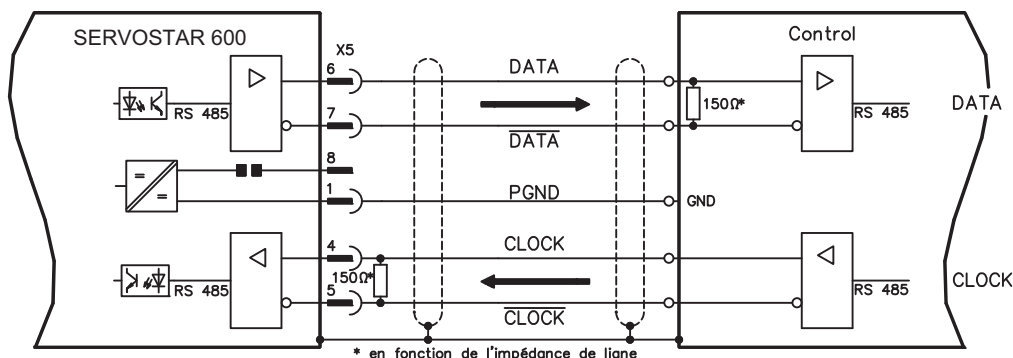 SERVOSTAR 600
X5
Control
6
DATA
150Ω*
RS 485
RS 485
DATA
7
DATA
8
1
PGND
GND
4
CLOCK
150Ω*
RS 485
RS 485
CLOCK
5
CLOCK
* en fonction de l'impédance de ligne